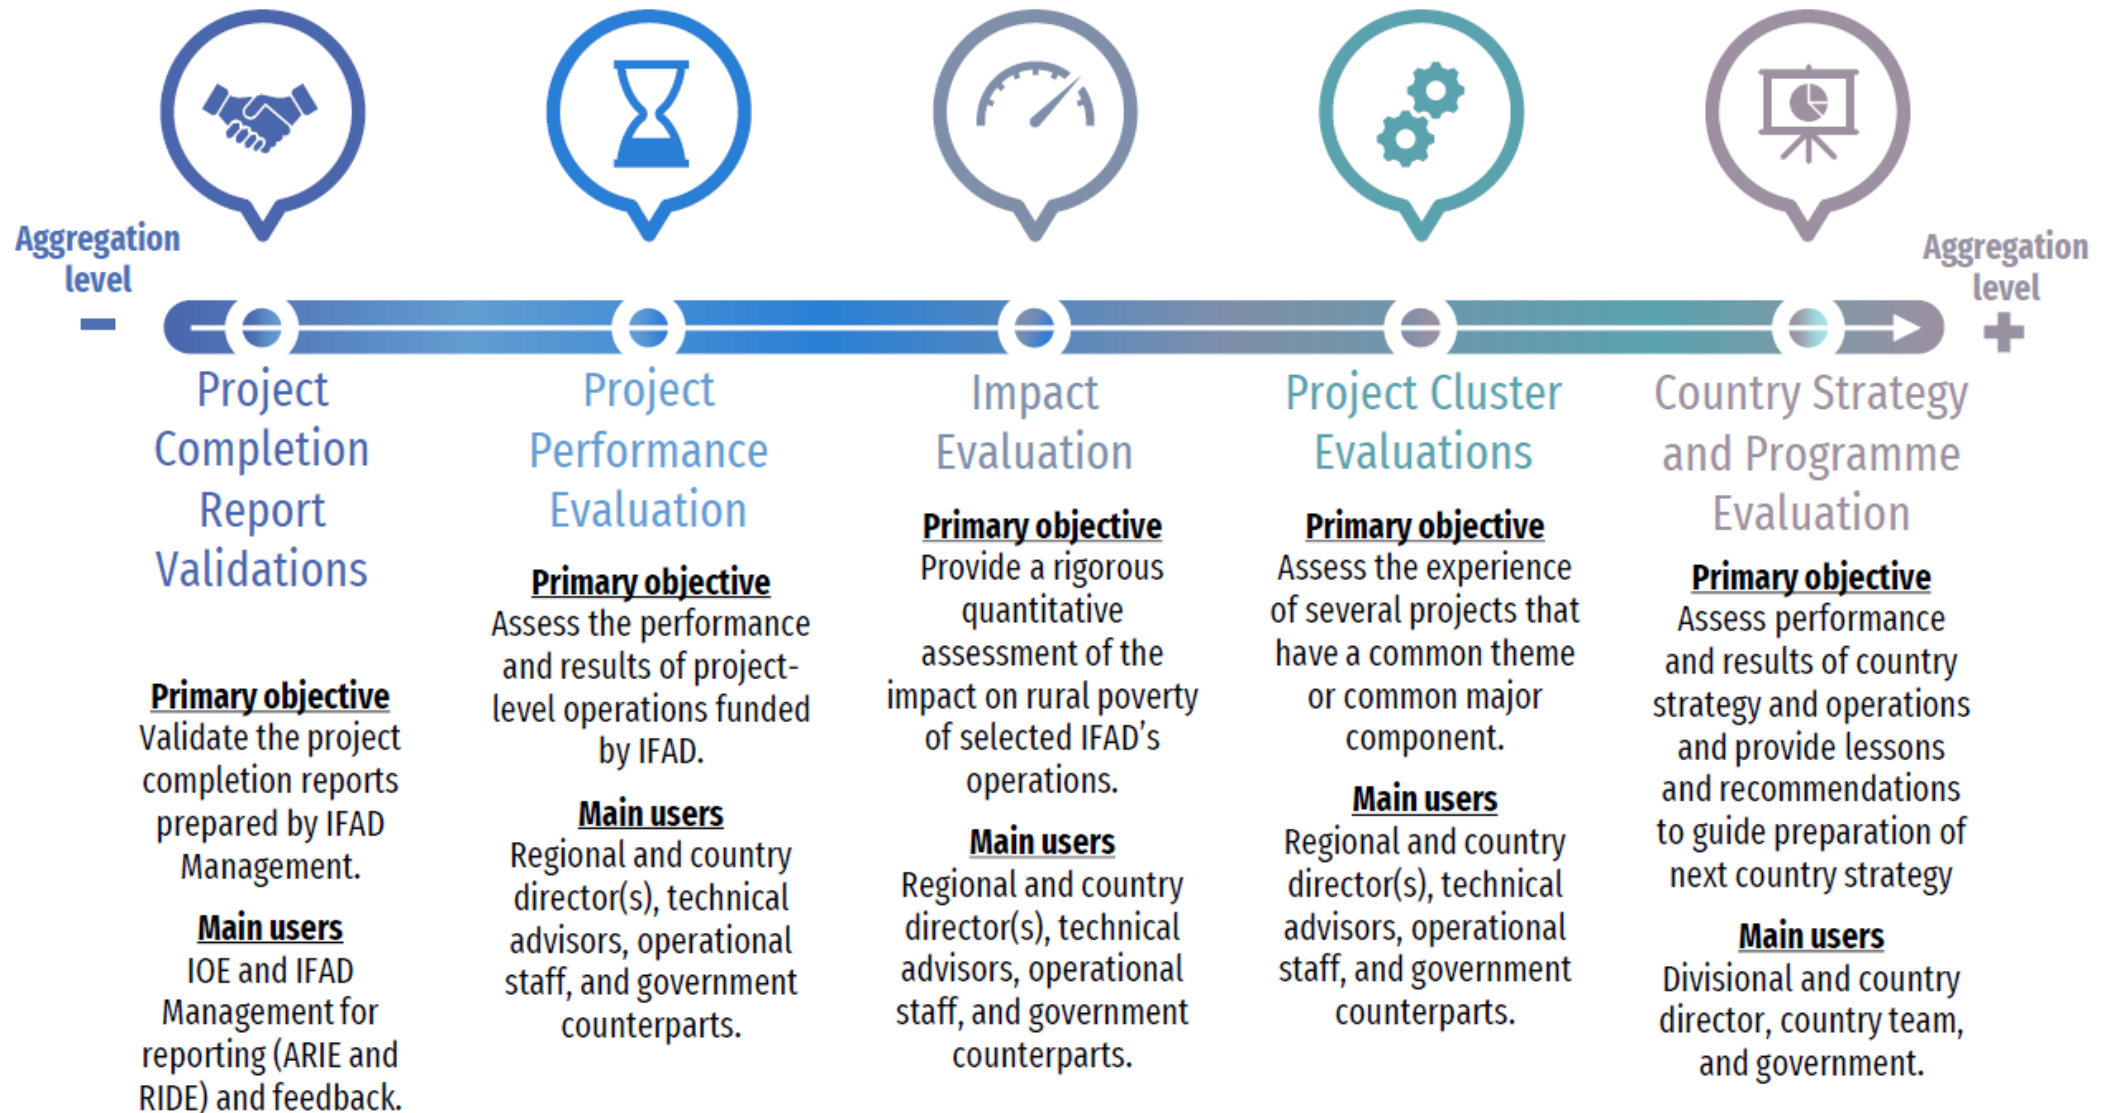 Aggregation
level
Aggregation
level
Project
Completion
Report
Validations
Primary objective
Validate the project
completion reports
prepared by IFAD
Management.
Main users
IOE and IFAD
Management for
reporting (ARIE and
RIDE) and feedback.
Project
Performance
Evaluation
Primary objective
Assess the performance
and results of project-
level operations funded
by IFAD.
Main users
Regional and country
director(s), technical
advisors, operational
staff, and government
counterparts.
Impact
Evaluation
Primary objective
Provide a rigorous
quantitative
assessment of the
impact on rural poverty
of selected IFAD's
operations.
Main users
Regional and country
director(s), technical
advisors, operational
staff, and government
counterparts.
Project Cluster
Evaluations
Primary objective
Assess the experience
of several projects that
have a common theme
or common major
component.
Main users
Regional and country
director(s), technical
advisors, operational
staff, and government
counterparts.
Country Strategy
and Programme
Evaluation
Primary objective
Assess performance
and results of country
strategy and operations
and provide lessons
and recommendations
to guide preparation of
next country strategy
Main users
Divisional and country
director, country team,
and government.